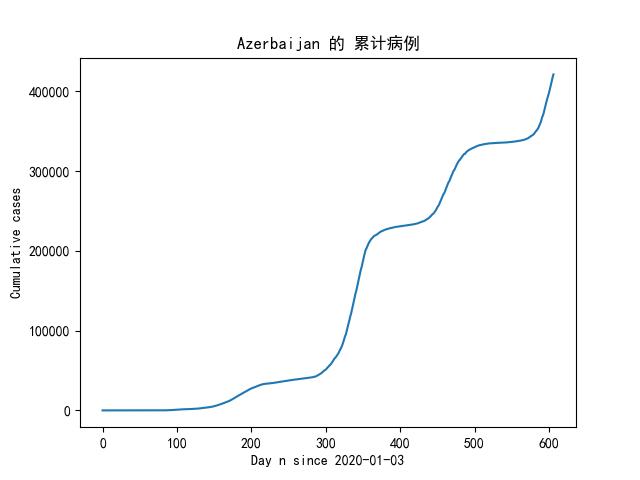 Azerbaijan 的 累计病例
Cumulative cases
400000
300000
200000
100000
0
0 100 200 300 400 500 600
Day n since 2020-01-03